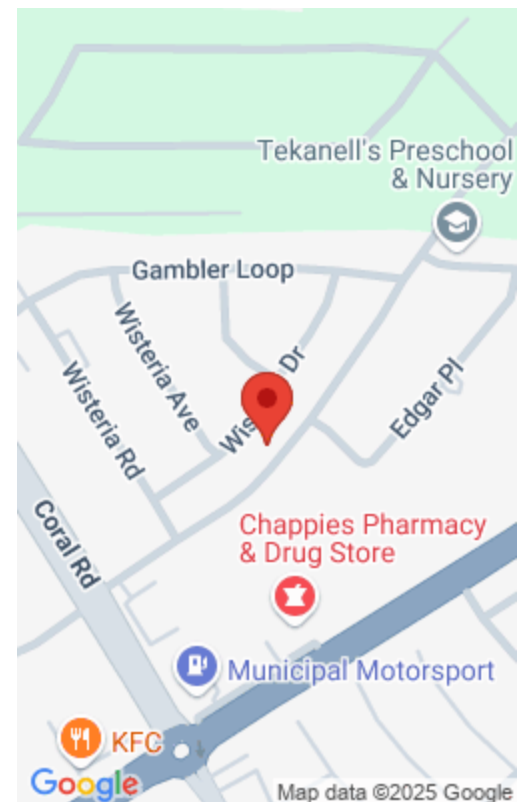 Tekanell's Preschool
& Nursery
Gambler Loop
Wisteria Ave
Dr
Wisteria Rd
Edgar Pl
Coral Rd
Chappies Pharmacy
& Drug Store
Municipal Motorsport
KFC
Google
Map data ©2025 Google